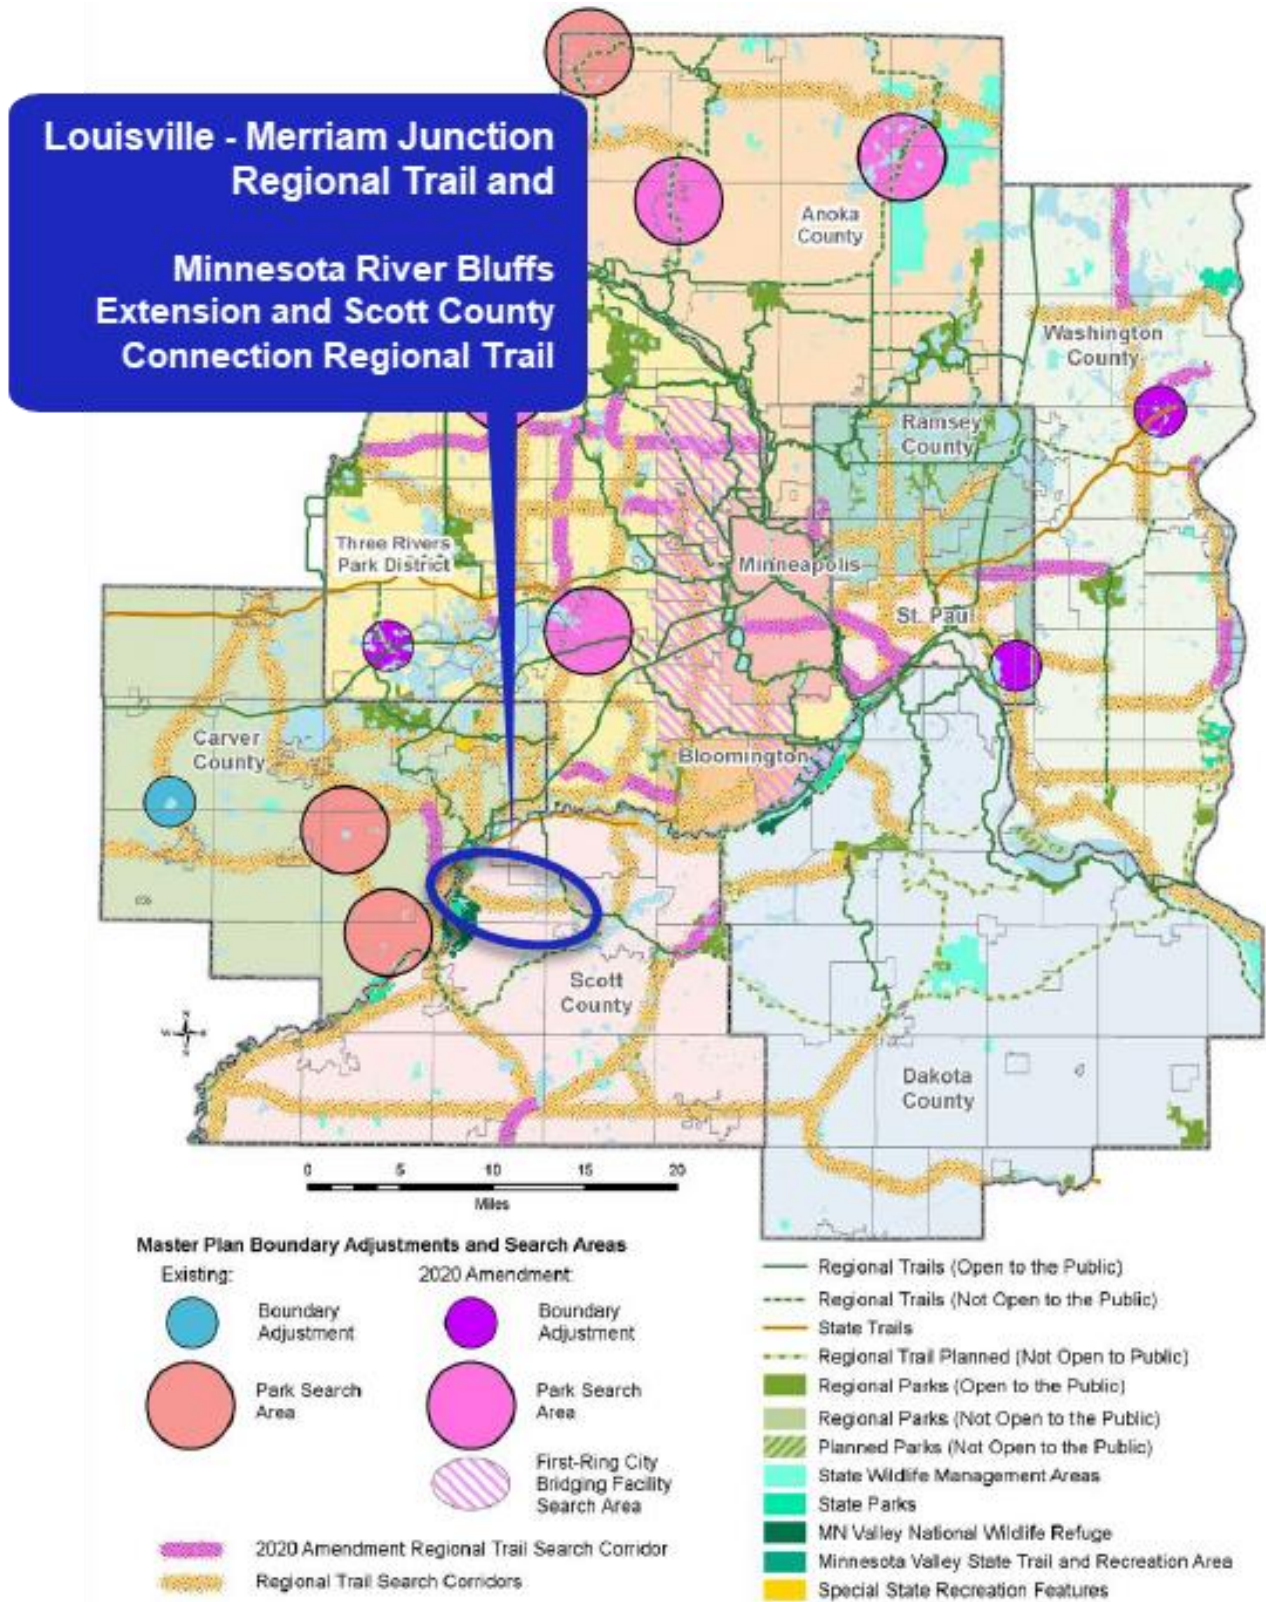 Louisville - Merriam Junction
Regional Trail and
Minnesota River Bluffs
Extension and Scott County
Connection Regional Trail
Anoka
County
Washington
County
Ramsey
County
Three Rivers
Park District
Minneapolis
St. Paul
Carver
County
Bloomington
Scott
County
Dakota
County
0 5 10 15 20
Miles
Master Plan Boundary Adjustments and Search Areas
Existing:
Boundary
Adjustment
Park Search
Area
2020 Amendment:
Boundary
Adjustment
Park Search
Area
First-Ring City
Bridging Facility
Search Area
2020 Amendment Regional Trail Search Corridor
Regional Trail Search Corridors
Regional Trails (Open to the Public)
Regional Trails (Not Open to the Public)
State Trails
Regional Trail Planned (Not Open to Public)
Regional Parks (Open to the Public)
Regional Parks (Not Open to the Public)
Planned Parks (Not Open to the Public)
State Wildlife Management Areas
State Parks
MN Valley National Wildlife Refuge
Minnesota Valley State Trail and Recreation Area
Special State Recreation Features